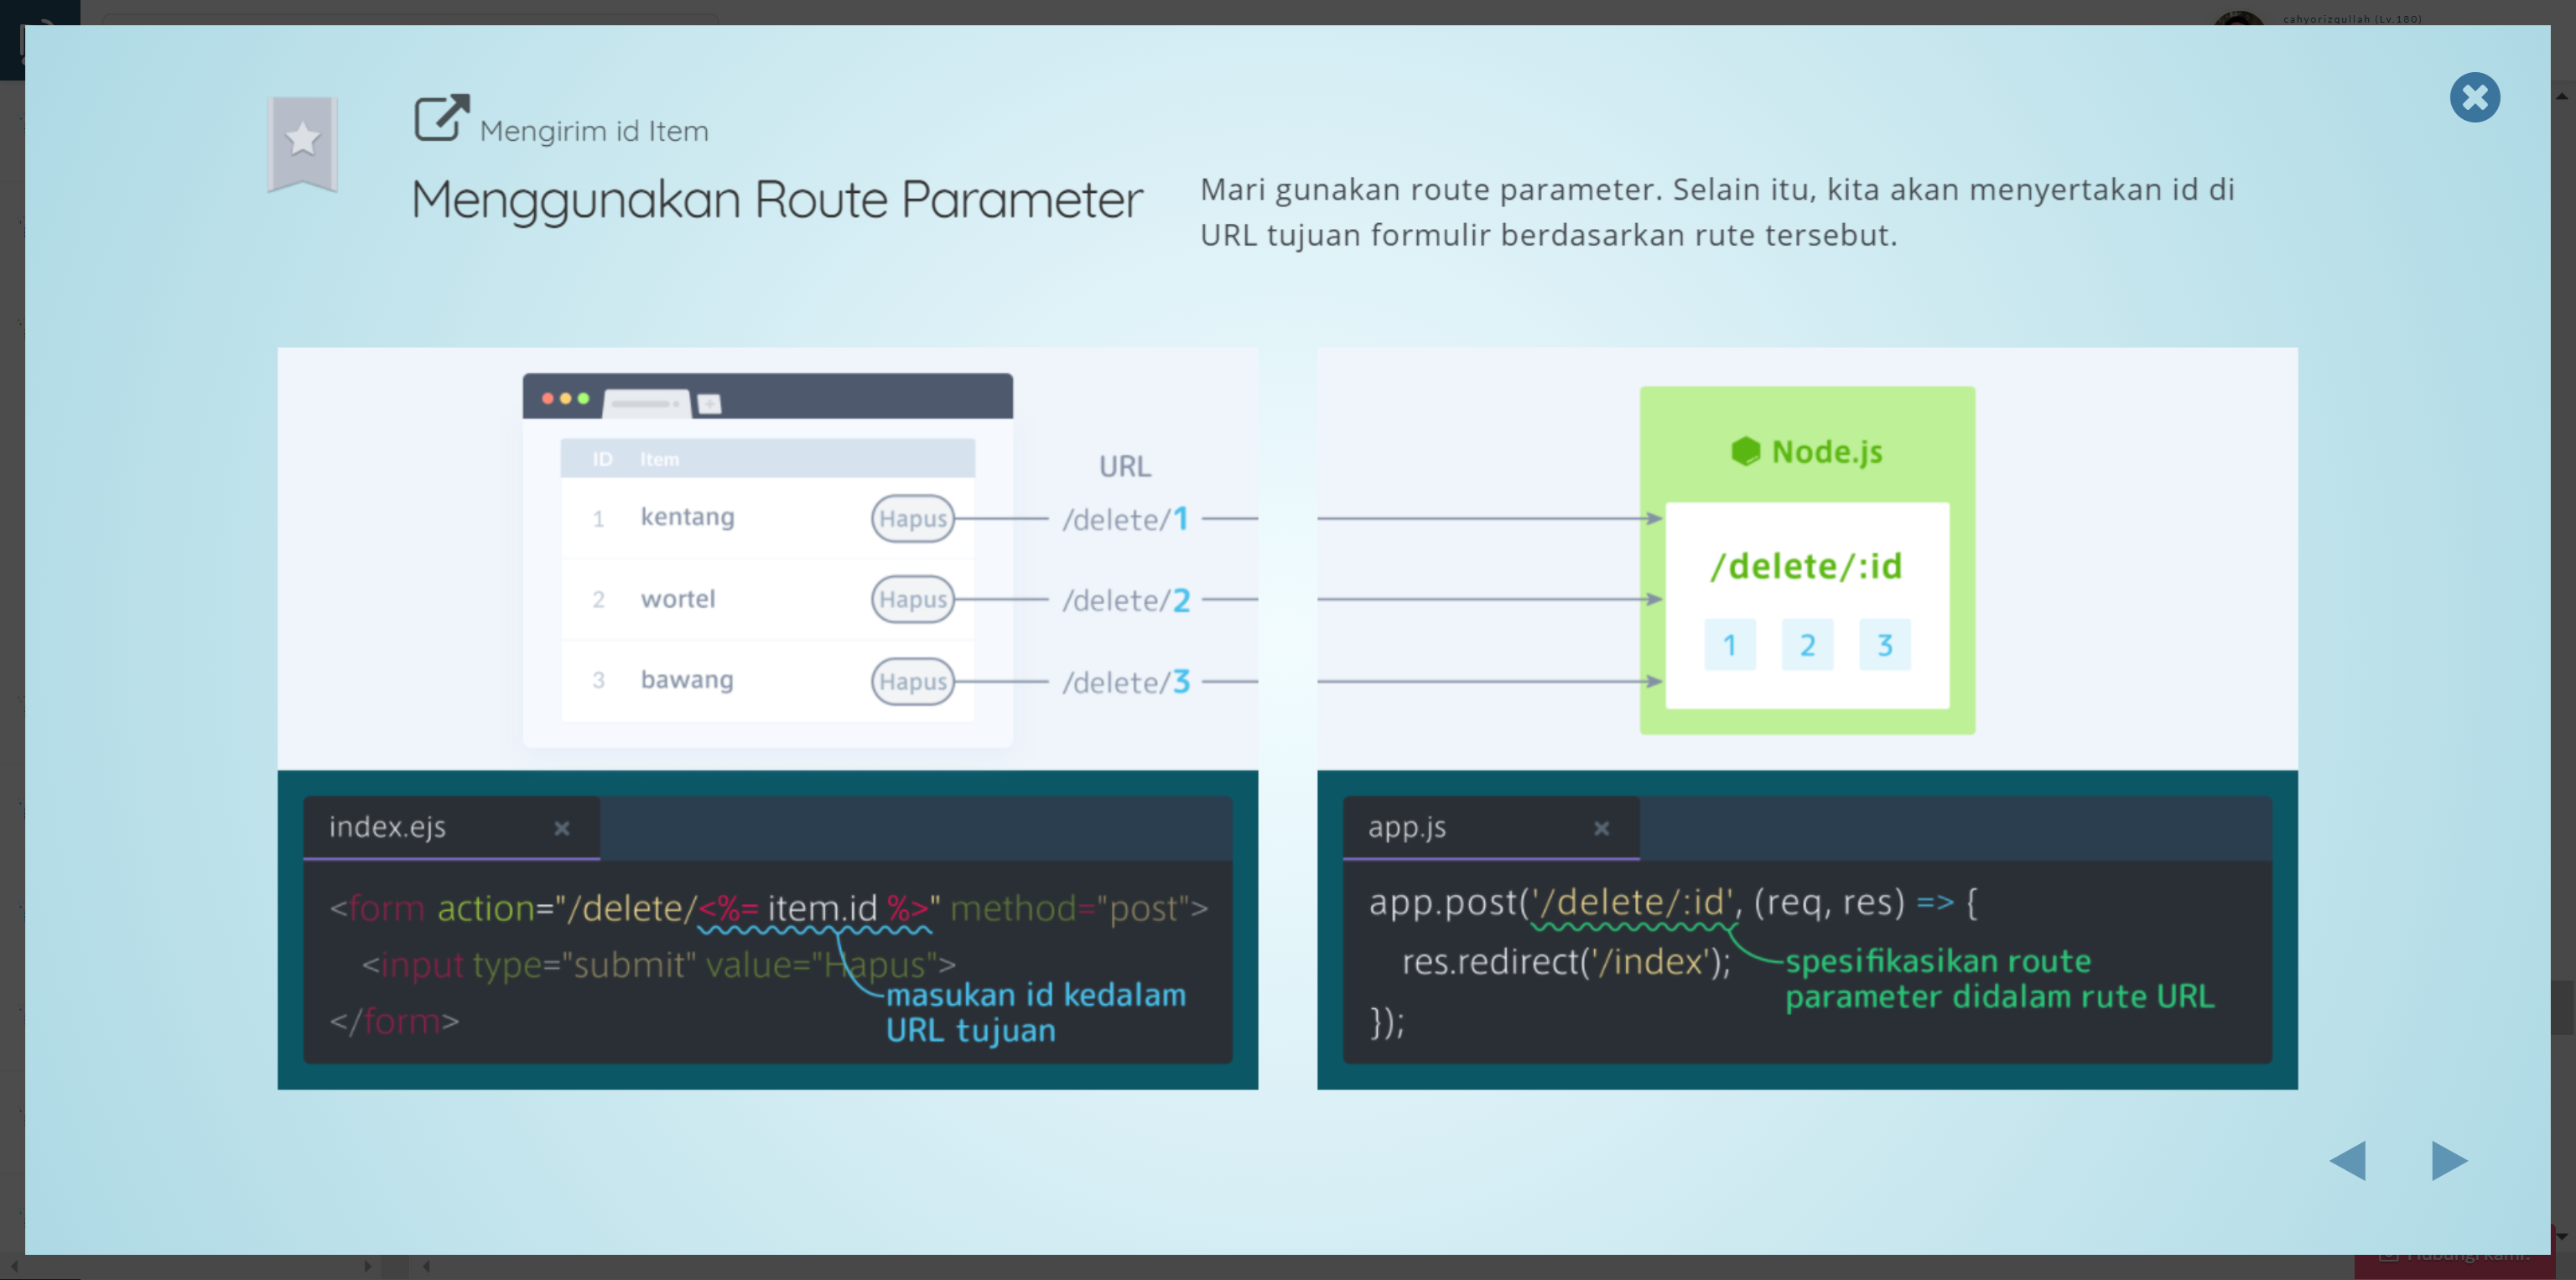 cahyorizqullah (Lv.180)
Mengirim id Item
Menggunakan Route Parameter
Mari gunakan route parameter. Selain itu, kita akan menyertakan id di
URL tujuan formulir berdasarkan rute tersebut.
ID Item
1 kentang Hapus
2 wortel Hapus
3 bawang Hapus
URL
/delete/1
/delete/2
/delete/3
Node.js
/delete/:id
1 2 3
index.ejs
<form action="/delete/<%= item.id %>" method="post">
<input type="submit" value="Hapus">
</form>
masukan id kedalam
URL tujuan
app.js
app.post('/delete/:id', (req, res) => {
res.redirect('/index');
});
spesifikasikan route
parameter didalam rute URL